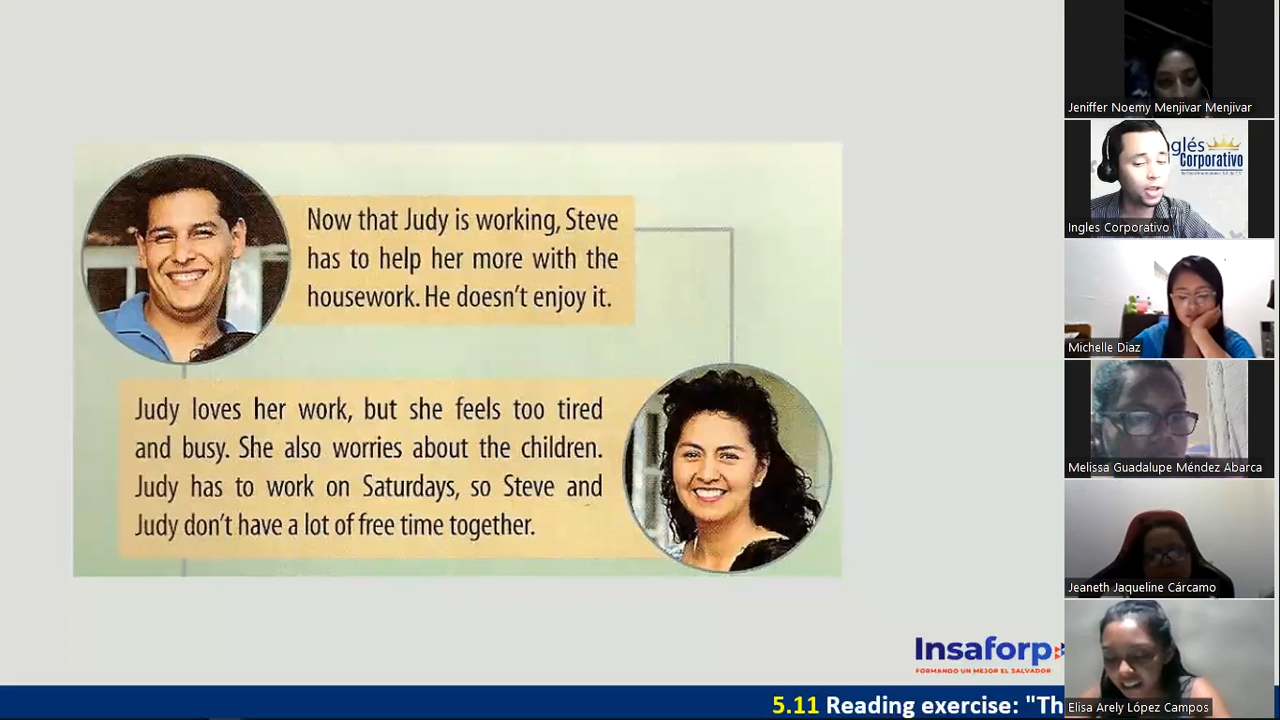 Now that Judy is working, Steve
has to help her more with the
housework. He doesn't enjoy it.
Judy loves her work, but she feels too tired
and busy. She also worries about the children.
Judy has to work on Saturdays, so Steve and
Judy don't have a lot of free time together.
Insaforp
FORMANDO UN MEJOR EL SALVADOR
5.11 Reading exercise: "Th
Jeniffer Noemy Menjivar Menjivar
glés
Corporativo
Ingles Corporativo
Michelle Diaz
Melissa Guadalupe Méndez Abarca
Jeaneth Jaqueline Cárcamo
Elisa Arely López Campos